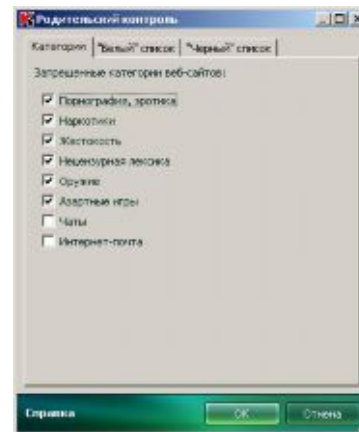 Родительский контроль
Категории "Белый" список "Черный" список
Запрещенные категории веб-сайтов:
Порнография, эротика
Наркотики
Жестокость
Нецензурная лексика
Оружие
Азартные игры
Чаты
Интернет-почта
Справка OK Отмена